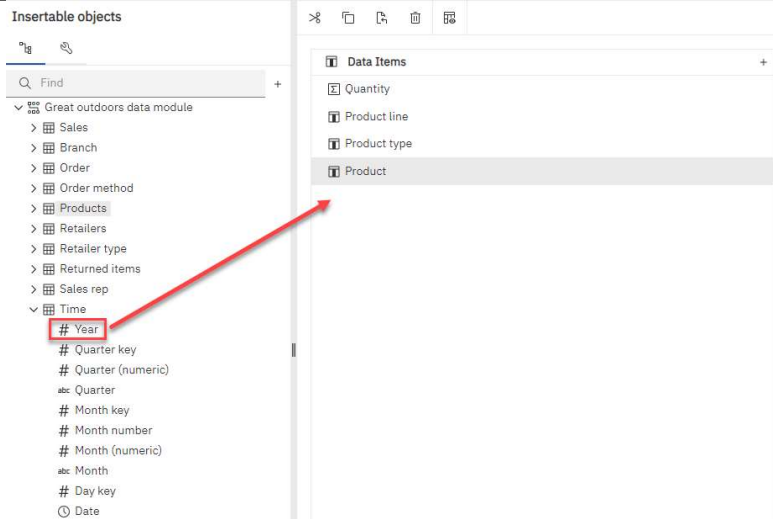 Insertable objects
Find
Great outdoors data module
Sales
Branch
Order
Order method
Products
Retailers
Retailer type
Returned items
Sales rep
Time
# Year
# Quarter key
# Quarter (numeric)
abc Quarter
# Month key
# Month number
# Month (numeric)
abc Month
# Day key
Date
Data Items
Σ Quantity
Product line
Product type
Product